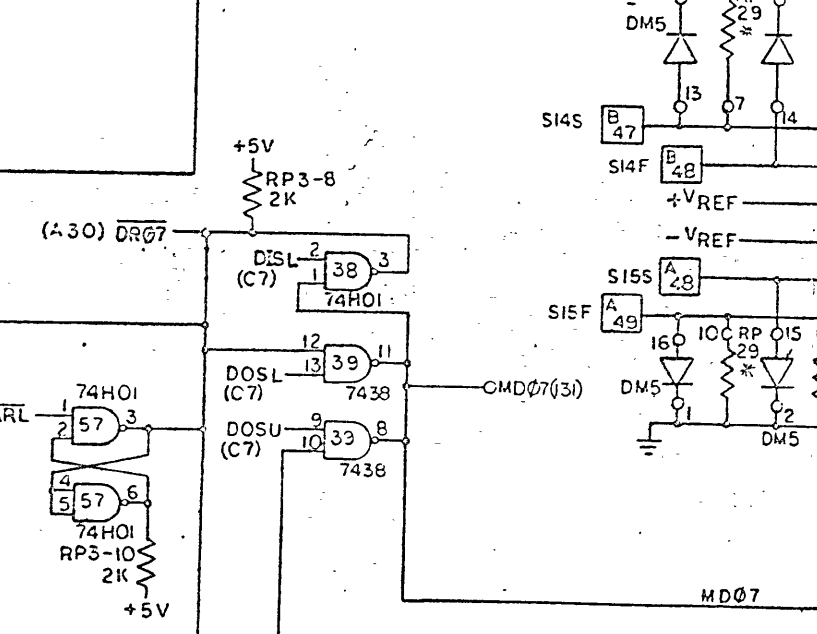 DM5
29
*
13
7
14
S14S
B
47
S14F
B
48
+VREF
-VREF
+5V
RP3-8
2K
(A30) DRØ7
DISL
(C7)
2
1
38
3
74H01
S15S
A
28
S15F
A
49
16
10
RP
29
*
15
DM5
1
2
DM5
12
13
39
11
DOSL
(C7)
7438
MDØ7(J31)
74H01
1
2
57
3
DOSU
(C7)
9
10
39
8
7438
4
5
57
6
74H01
RP3-10
2K
+5V
MDØ7